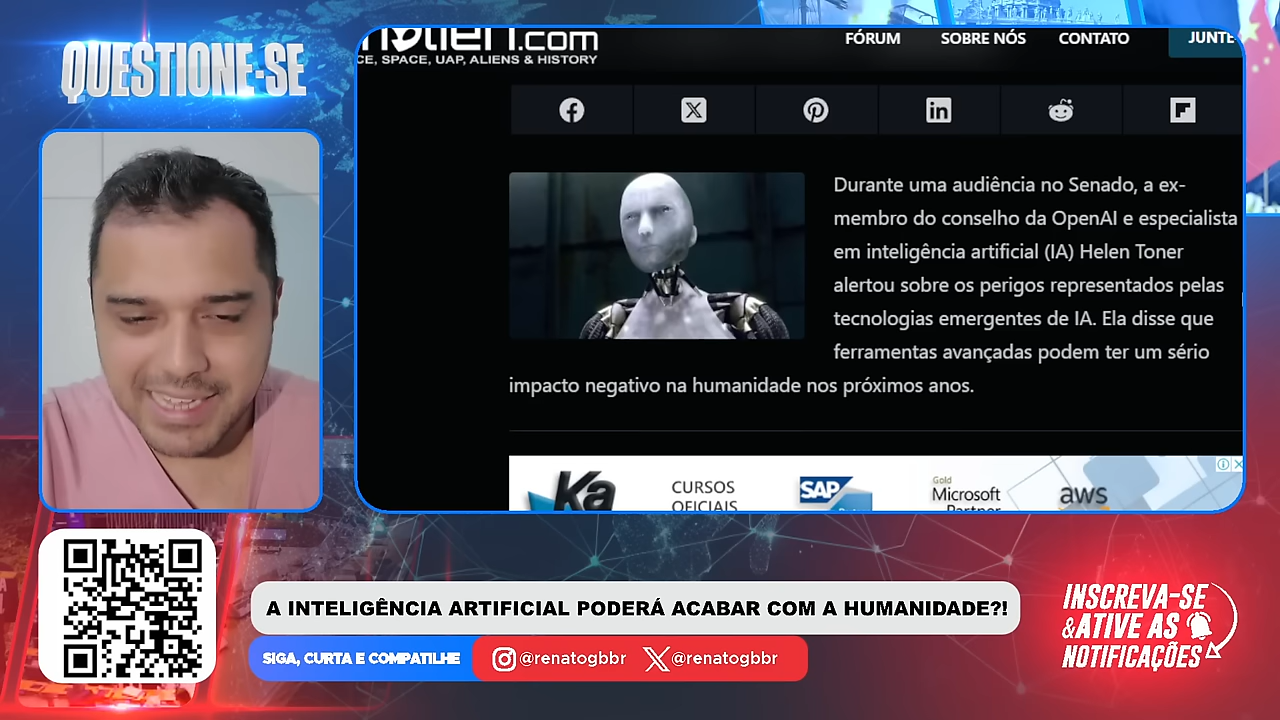 QUESTIONE-SE
.com
CE, SPACE, UAP, ALIENS & HISTORY
FÓRUM
SOBRE NÓS
CONTATO
JUNTE
Durante uma audiência no Senado, a ex-
membro do conselho da OpenAI e especialista
em inteligência artificial (IA) Helen Toner
alertou sobre os perigos representados pelas
tecnologias emergentes de IA. Ela disse que
ferramentas avançadas podem ter um sério
impacto negativo na humanidade nos próximos anos.
Ka
CURSOS
OFICIAIS
SAP
Gold
Microsoft
Partner
aws
A INTELIGÊNCIA ARTIFICIAL PODERÁ ACABAR COM A HUMANIDADE?!
SIGA, CURTA E COMPATILHE
@renatogbbr
@renatogbbr
INSCREVA-SE
&ATIVE AS
NOTIFICAÇÕES